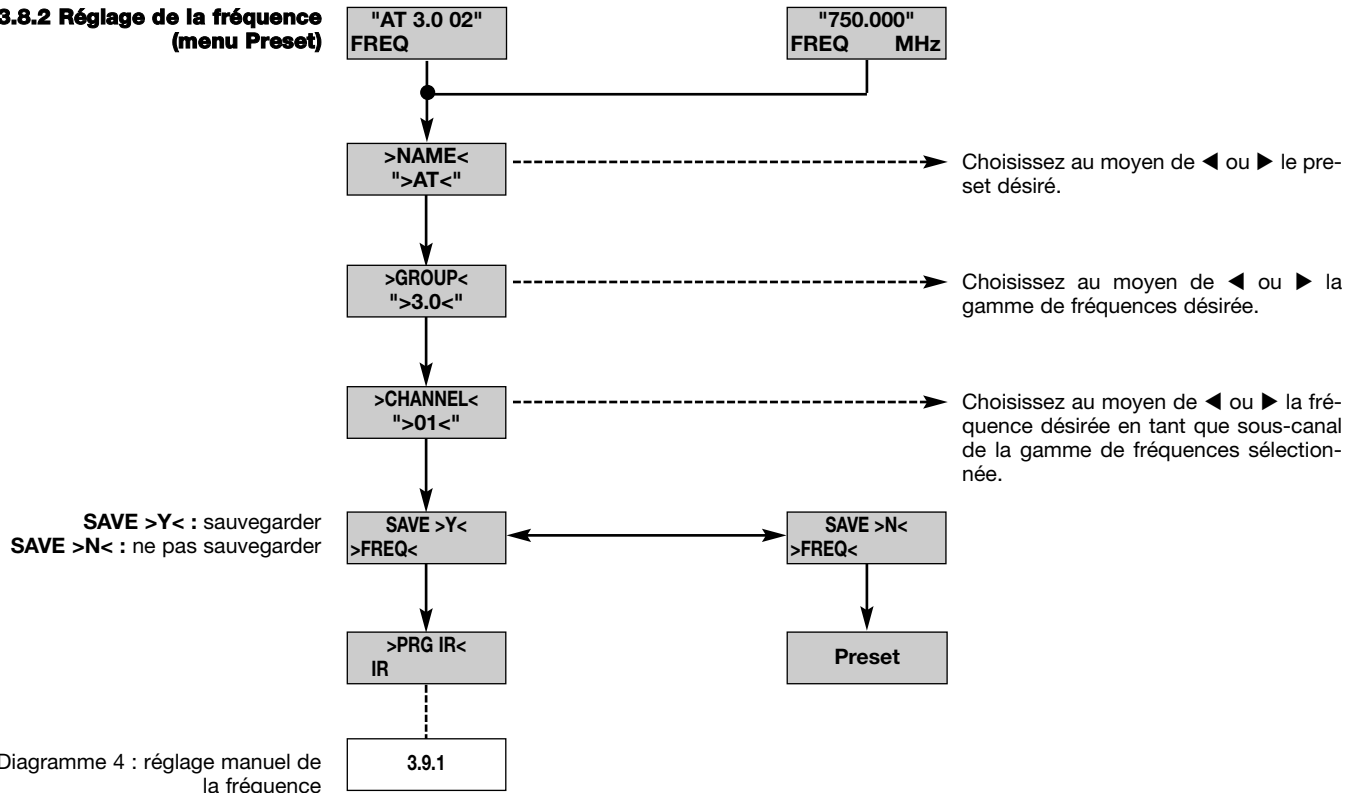 3.8.2 Réglage de la fréquence
(menu Preset)
"AT 3.0 02"
FREQ
"750.000"
FREQ MHz
>NAME<
">AT<"
Choisissez au moyen de ◀ ou ▶ le pre-
set désiré.
>GROUP<
">3.0<"
Choisissez au moyen de ◀ ou ▶ la
gamme de fréquences désirée.
>CHANNEL<
">01<"
Choisissez au moyen de ◀ ou ▶ la fré-
quence désirée en tant que sous-canal
de la gamme de fréquences sélection-
née.
SAVE >Y< : sauvegarder
SAVE >N< : ne pas sauvegarder
SAVE >Y<
>FREQ<
SAVE >N<
>FREQ<
>PRG IR<
IR
Preset
Diagramme 4 : réglage manuel de
la fréquence
3.9.1